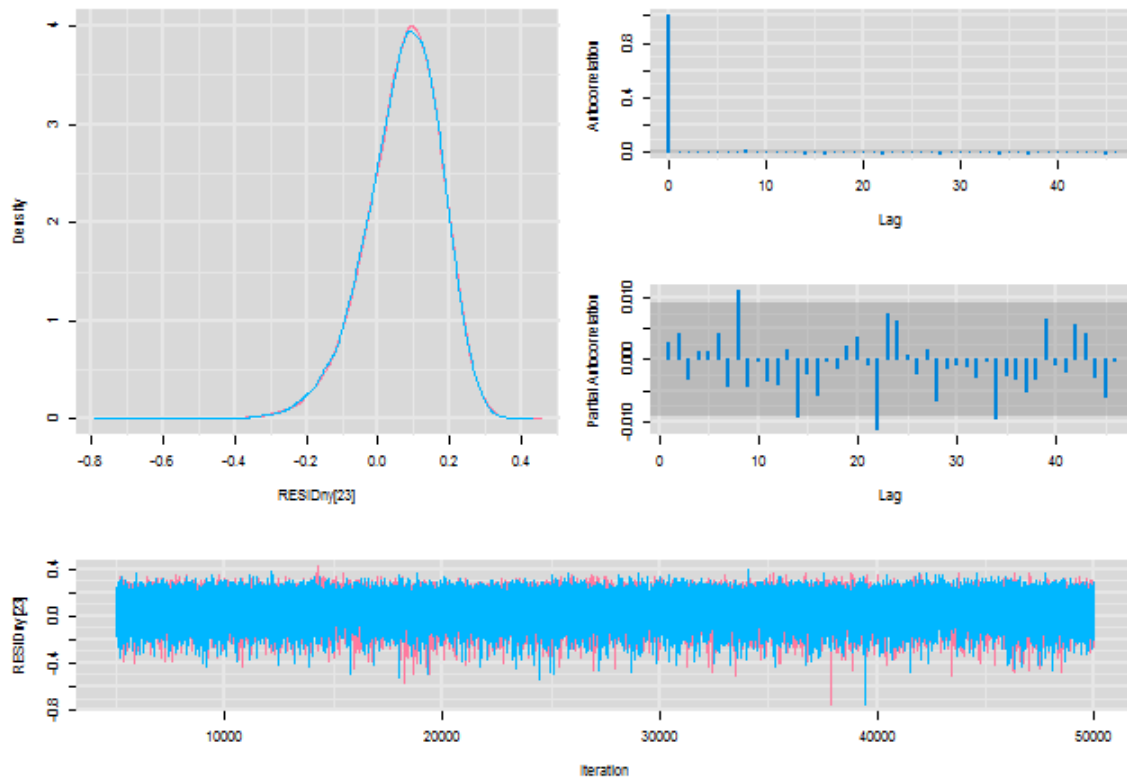 Density
4
3
2
1
0
-0.8 -0.6 -0.4 -0.2 0.0 0.2 0.4
RESIDny[23]
Autocorrelation
0.8
0.4
0.0
0 10 20 30 40
Lag
Partial Autocorrelation
0.010
0.000
-0.010
0 10 20 30 40
Lag
RESIDny[23]
0.4
0.0
-0.4
-0.8
10000 20000 30000 40000 50000
Iteration